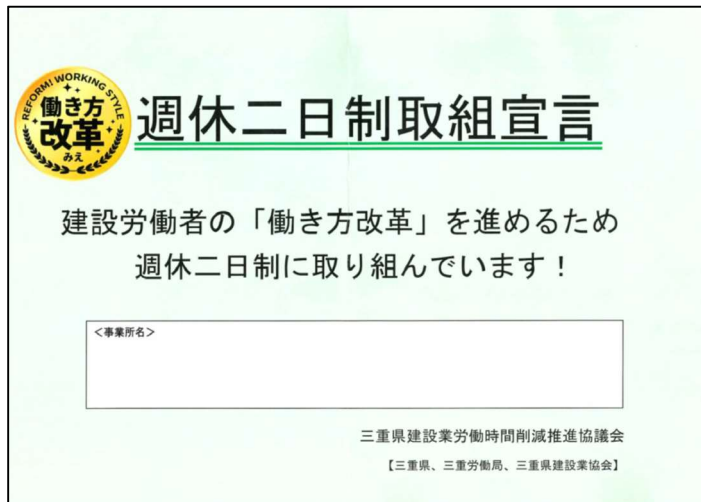 REFORM! WORKING STYLE
働き方
改革
みえ
週休二日制取組宣言
建設労働者の「働き方改革」を進めるため
週休二日制に取り組んでいます！
＜事業所名＞
三重県建設業労働時間削減推進協議会
【三重県、三重労働局、三重県建設業協会】